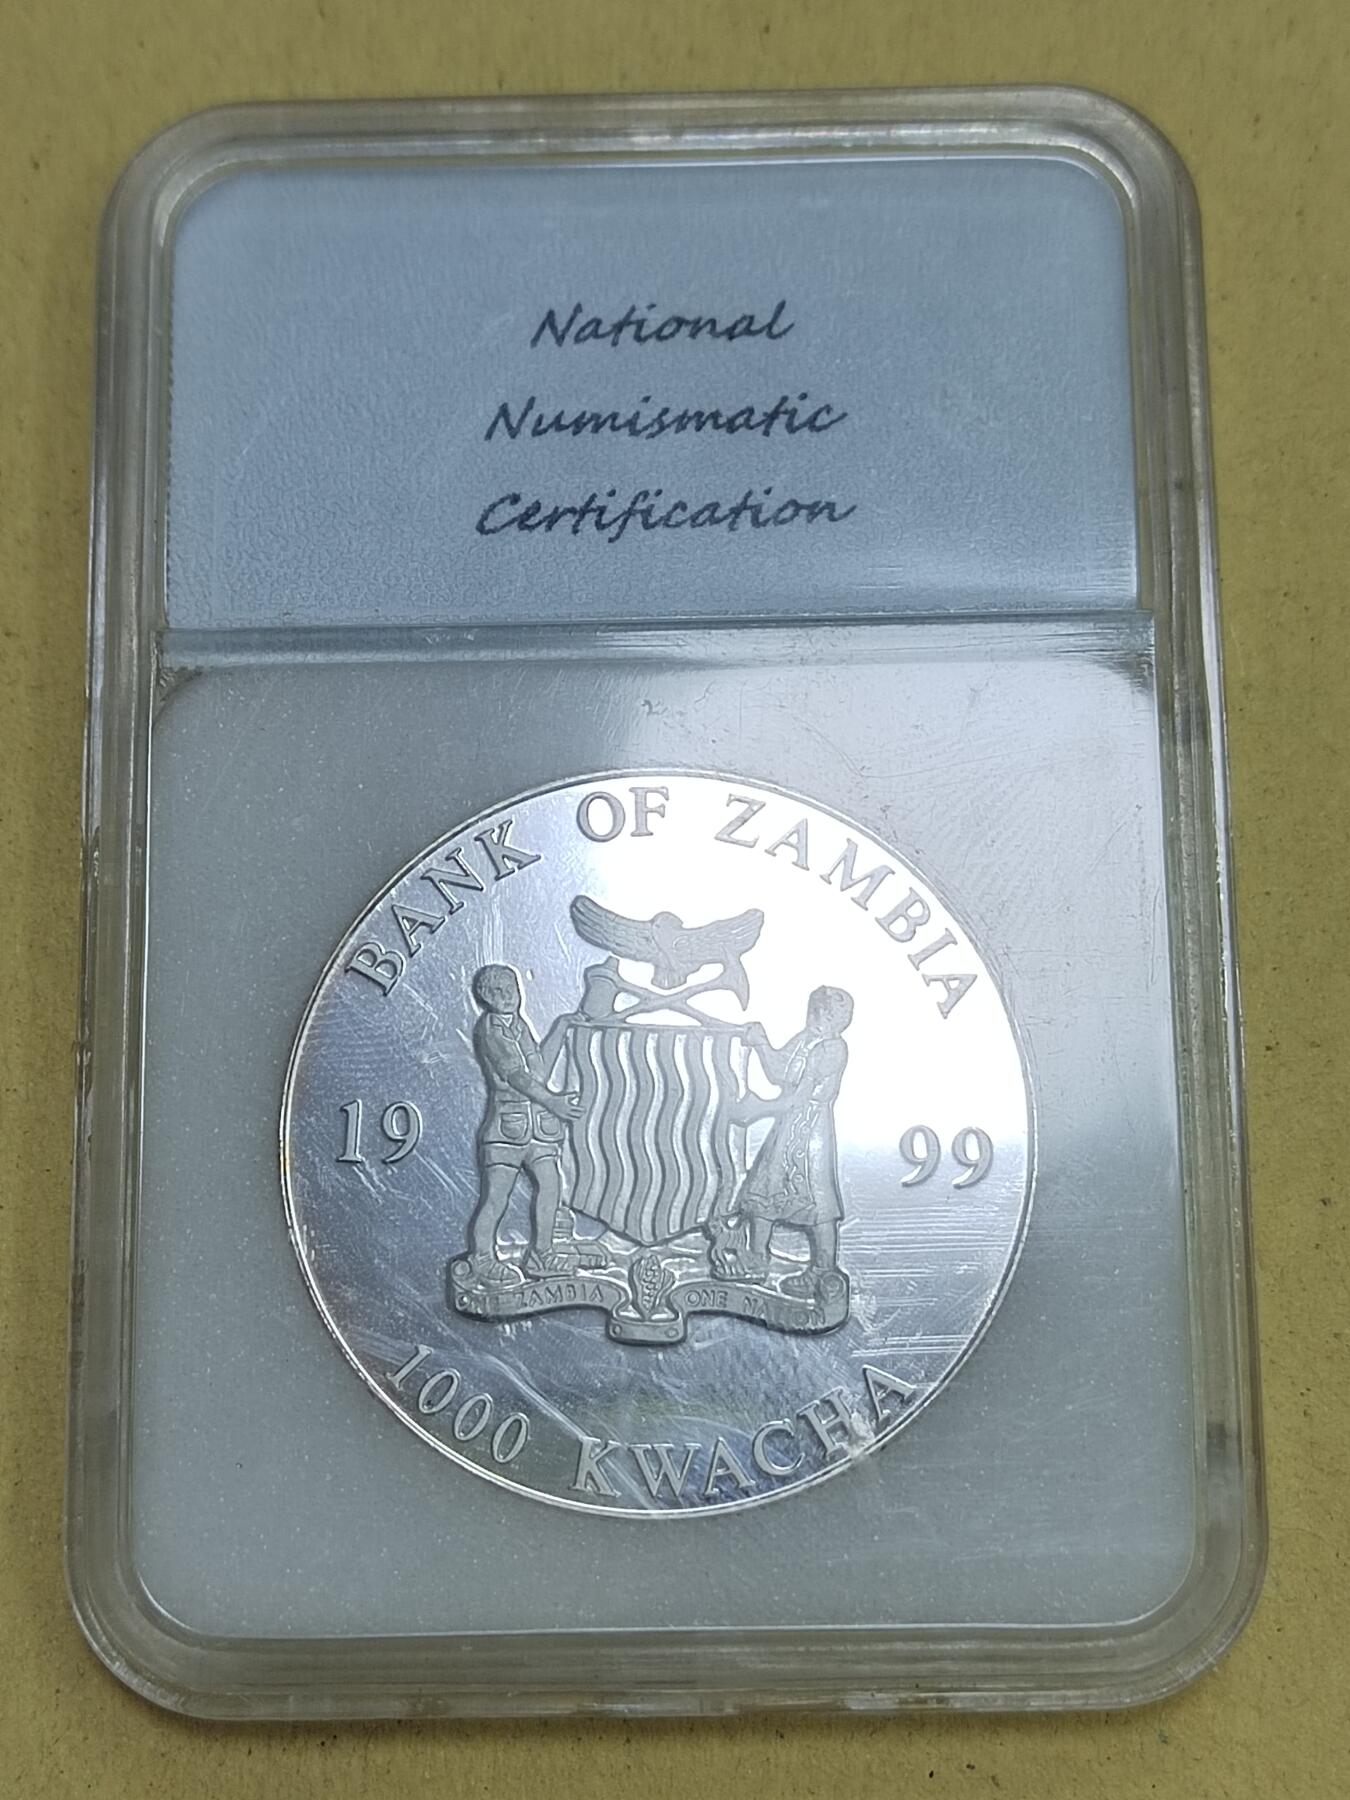 National
Numismatic
Certification
BANK OF ZAMBIA
19 99
ONE ZAMBIA ONE NATION
1000 KWACHA